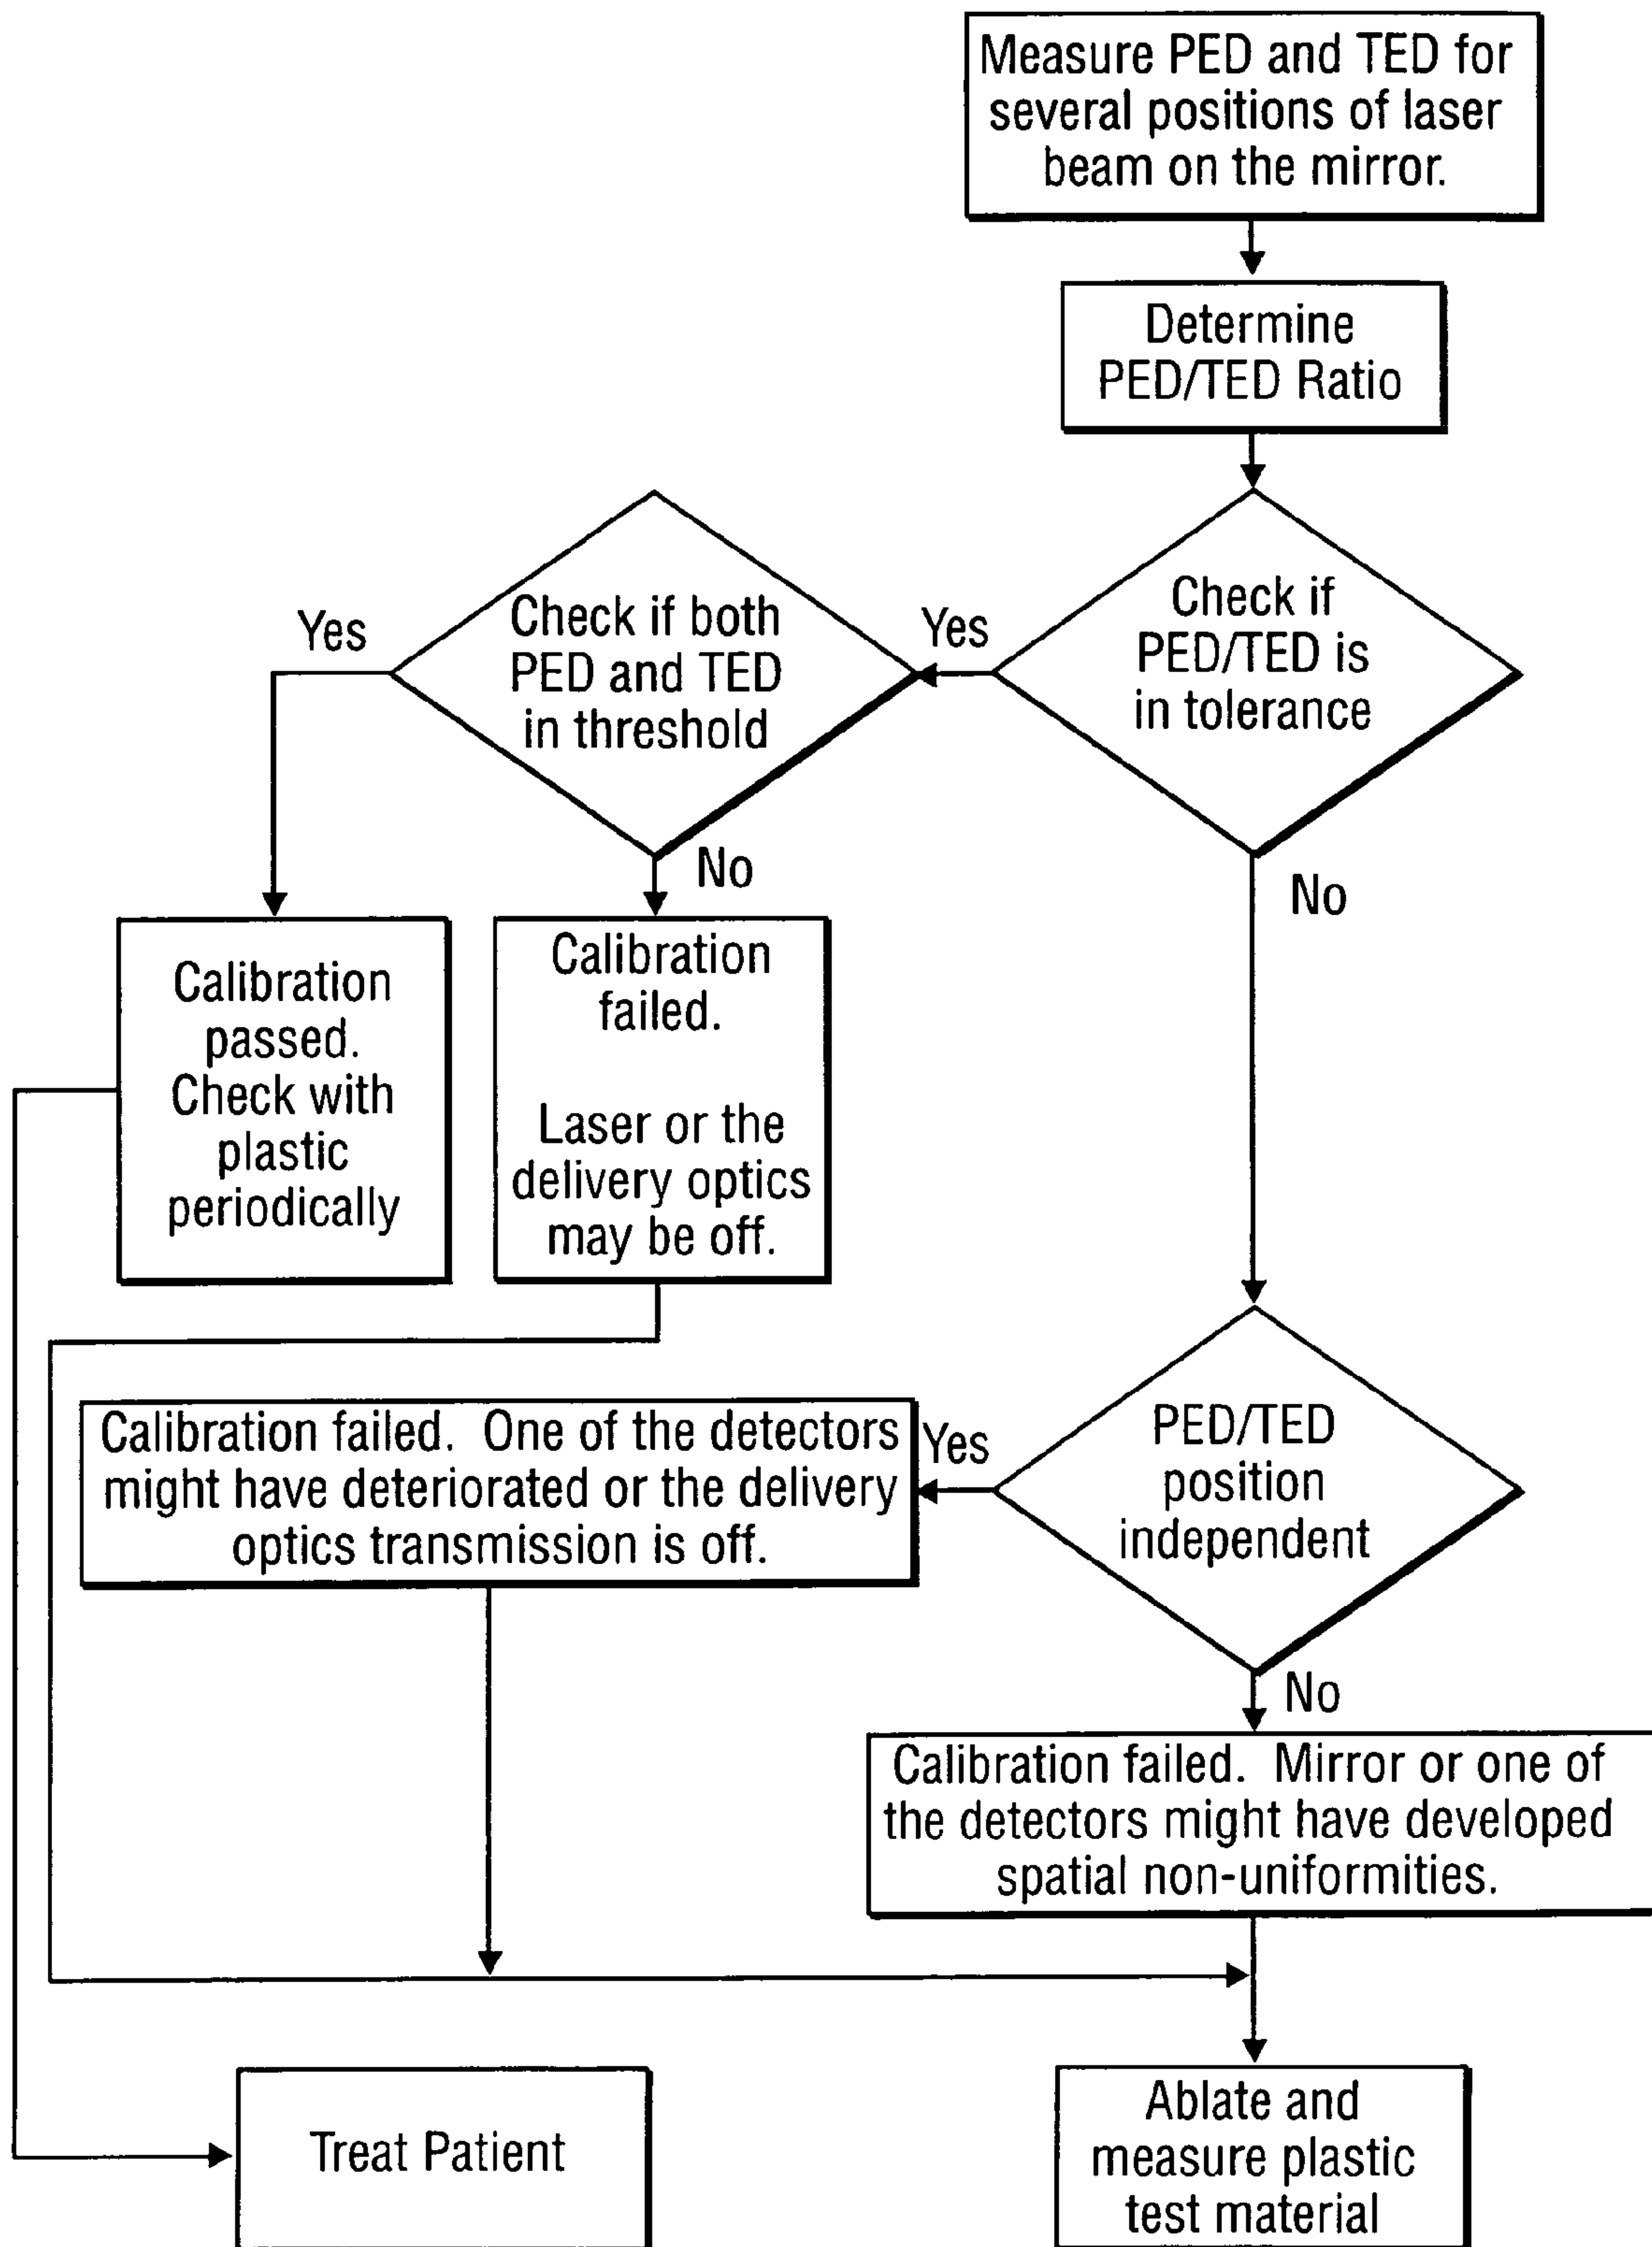 Measure PED and TED for
several positions of laser
beam on the mirror.
Determine
PED/TED Ratio
Check if
PED/TED is
in tolerance
Yes
No
Check if both
PED and TED
in threshold
Yes
No
Calibration
passed.
Check with
plastic
periodically
Calibration
failed.
Laser or the
delivery optics
may be off.
PED/TED
position
independent
Yes
No
Calibration failed. One of the detectors
might have deteriorated or the delivery
optics transmission is off.
Calibration failed. Mirror or one of
the detectors might have developed
spatial non-uniformities.
Treat Patient
Ablate and
measure plastic
test material